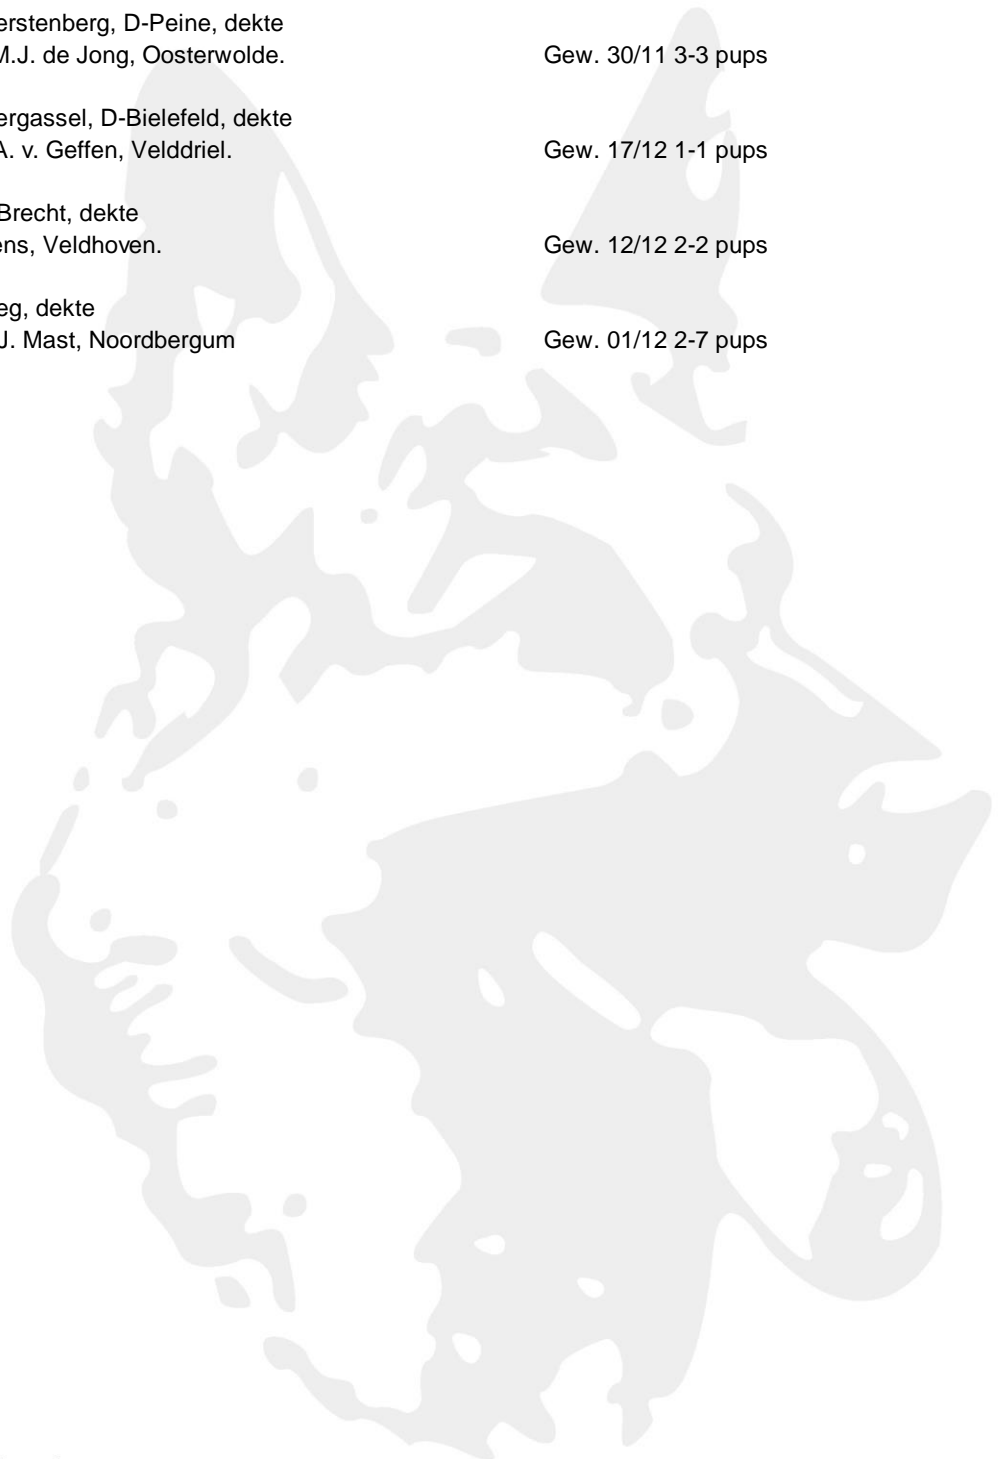 erstenberg, D-Peine, dekte
M.J. de Jong, Oosterwolde. Gew. 30/11 3-3 pups
ergassel, D-Bielefeld, dekte
A. v. Geffen, Velddriel. Gew. 17/12 1-1 pups
Brecht, dekte
ens, Veldhoven. Gew. 12/12 2-2 pups
eg, dekte
J. Mast, Noordbergum Gew. 01/12 2-7 pups